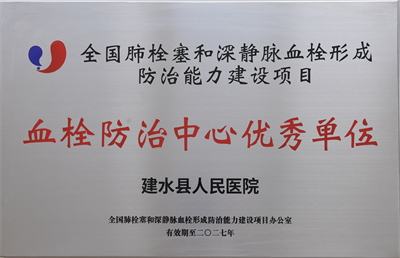 全国肺栓塞和深静脉血栓形成
防治能力建设项目
血栓防治中心优秀单位
建水县人民医院
全国肺栓塞和深静脉血栓形成防治能力建设项目办公室
有效期至二〇二七年